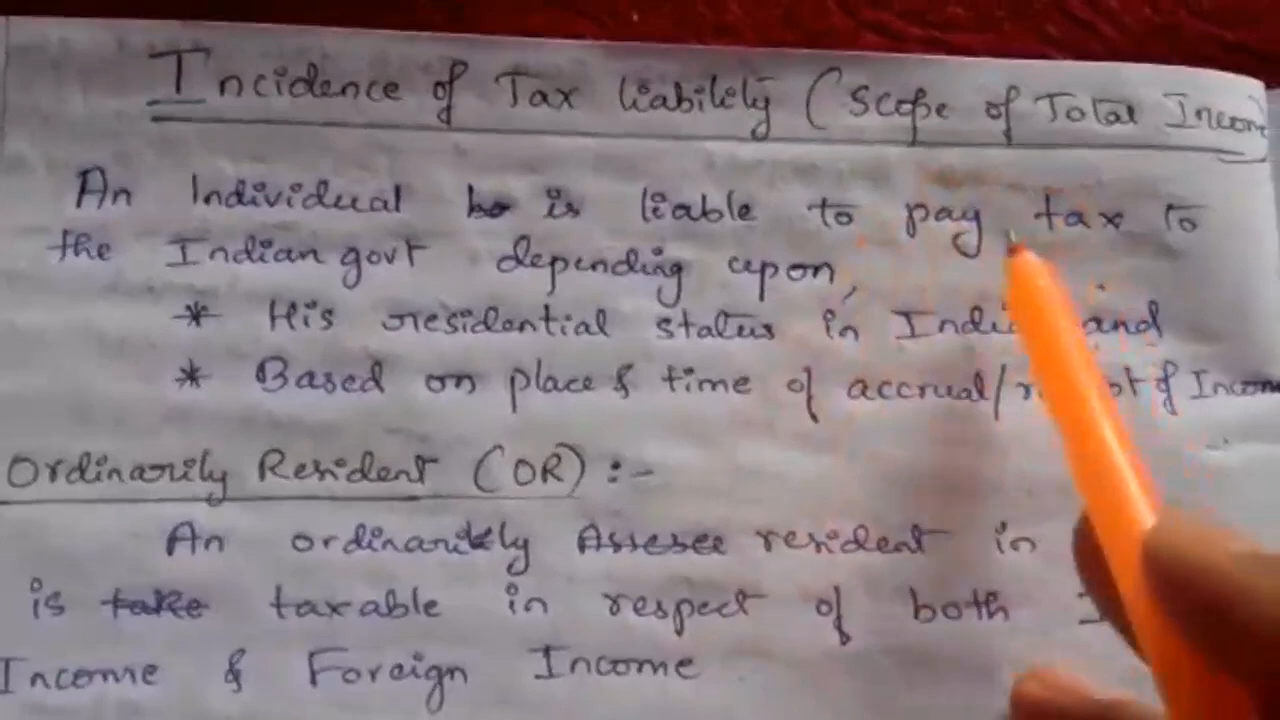 Incidence of Tax liability (Scope of Total Income
An Individual is liable to pay tax to
the Indian govt depending upon,
* His residential status in India and
* Based on place & time of accrual/ of Income
Ordinarily Resident (OR) :-
An ordinarily Assesee resident in
is take taxable in respect of both
Income & Foreign Income